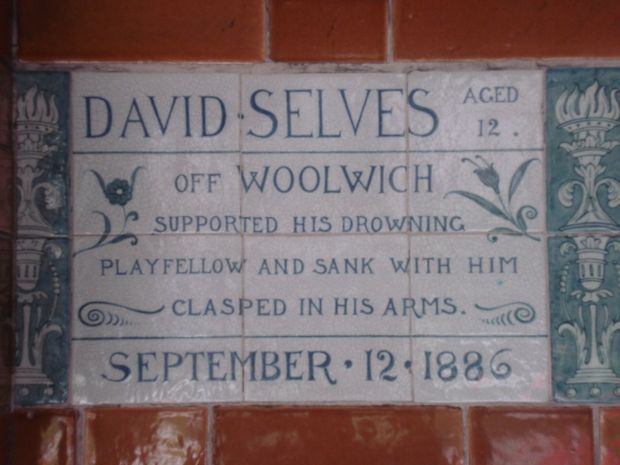 DAVID · SELVES AGED
12 .
OFF WOOLWICH
SUPPORTED HIS DROWNING
PLAYFELLOW AND SANK WITH HIM
CLASPED IN HIS ARMS.
SEPTEMBER · 12 · 1886